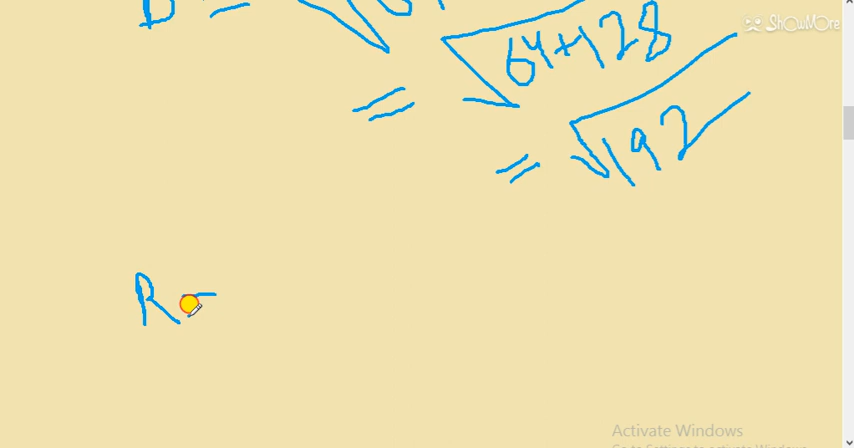 D =
= √64+128
= √192
R =
ShowMore
Activate Windows